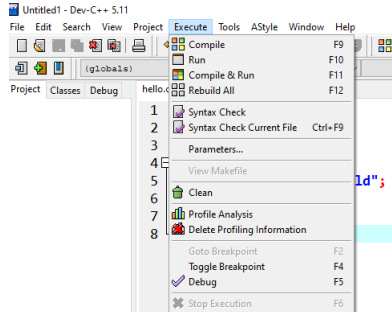 Untitled1 - Dev-C++ 5.11
File Edit Search View Project Execute Tools AStyle Window Help
(globals)
Project Classes Debug
hello.c
1
2
3
4
5
6
7
8
ld";
Compile F9
Run F10
Compile & Run F11
Rebuild All F12
Syntax Check
Syntax Check Current File Ctrl+F9
Parameters...
View Makefile
Clean
Profile Analysis
Delete Profiling Information
Goto Breakpoint F2
Toggle Breakpoint F4
Debug F5
Stop Execution F6